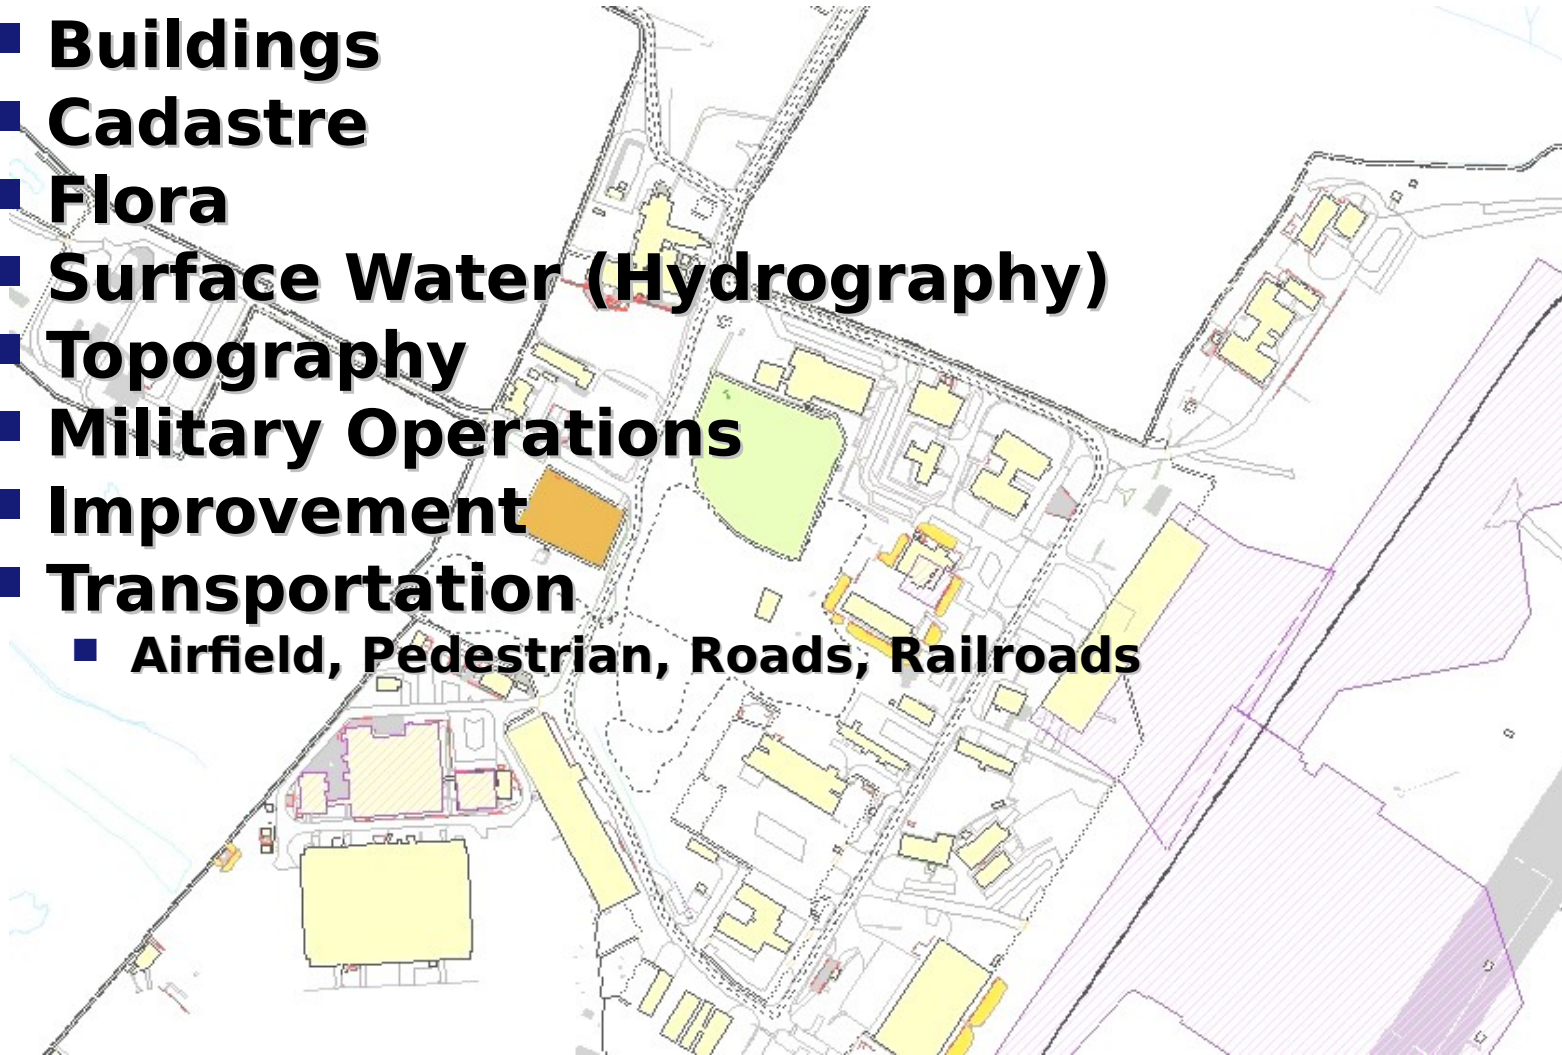 Buildings
Cadastre
Flora
Surface Water (Hydrography)
Topography
Military Operations
Improvement
Transportation
Airfield, Pedestrian, Roads, Railroads